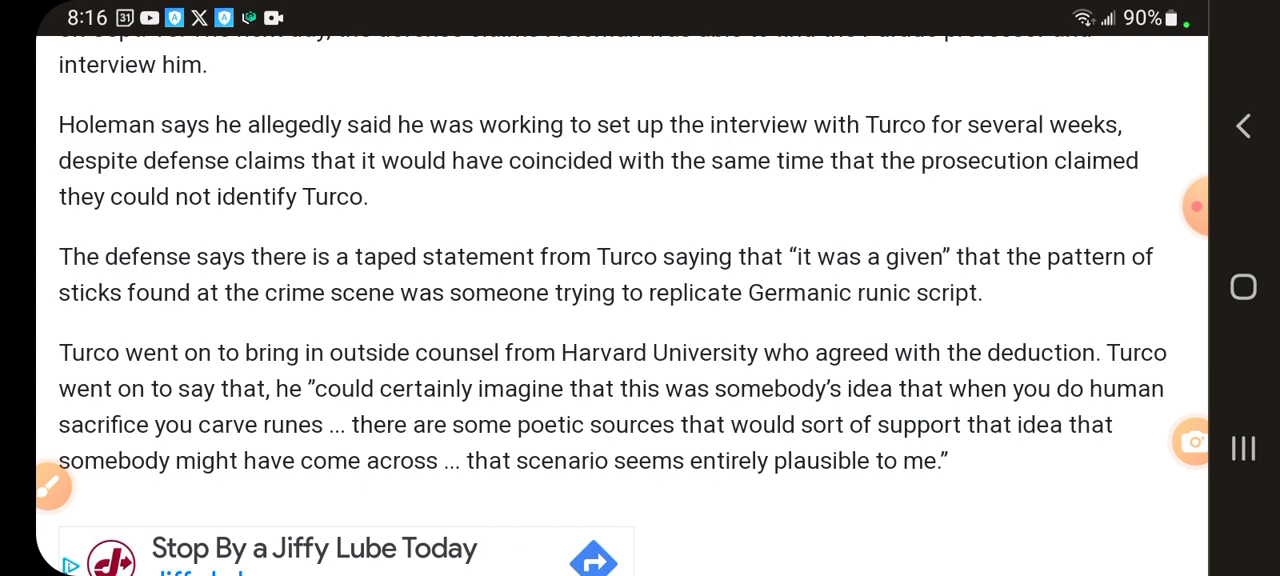 8:16 31 X A 90%
interview him.
Holeman says he allegedly said he was working to set up the interview with Turco for several weeks,
despite defense claims that it would have coincided with the same time that the prosecution claimed
they could not identify Turco.
The defense says there is a taped statement from Turco saying that “it was a given” that the pattern of
sticks found at the crime scene was someone trying to replicate Germanic runic script.
Turco went on to bring in outside counsel from Harvard University who agreed with the deduction. Turco
went on to say that, he ”could certainly imagine that this was somebody’s idea that when you do human
sacrifice you carve runes ... there are some poetic sources that would sort of support that idea that
somebody might have come across ... that scenario seems entirely plausible to me.”
Stop By a Jiffy Lube Today